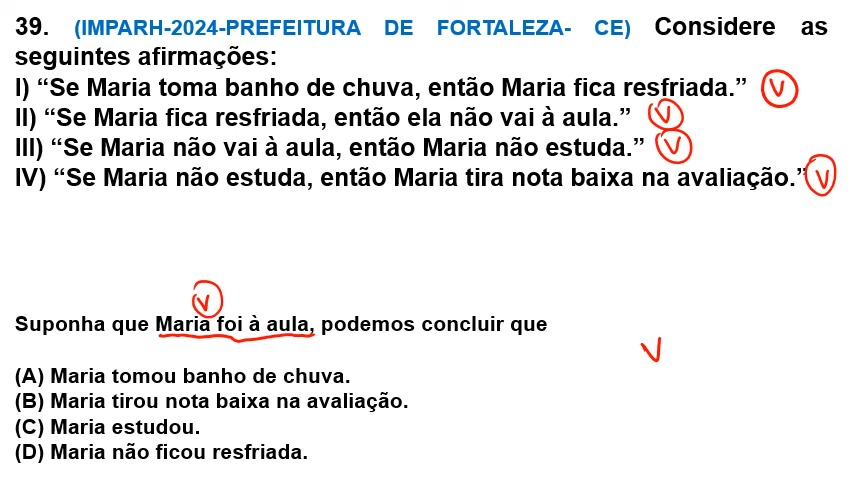 39. (IMPARH-2024-PREFEITURA DE FORTALEZA- CE) Considere as
seguintes afirmações:
I) “Se Maria toma banho de chuva, então Maria fica resfriada.” V
II) “Se Maria fica resfriada, então ela não vai à aula.” V
III) “Se Maria não vai à aula, então Maria não estuda.” V
IV) “Se Maria não estuda, então Maria tira nota baixa na avaliação.” V
V
Suponha que Maria foi à aula, podemos concluir que
V
(A) Maria tomou banho de chuva.
(B) Maria tirou nota baixa na avaliação.
(C) Maria estudou.
(D) Maria não ficou resfriada.